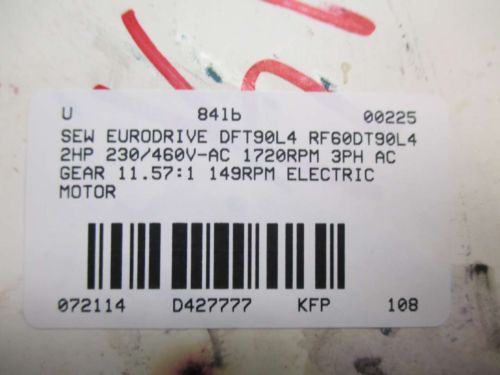 U 84lb 00225
SEW EURODRIVE DFT90L4 RF60DT90L4
2HP 230/460V-AC 1720RPM 3PH AC
GEAR 11.57:1 149RPM ELECTRIC
MOTOR
072114 D427777 KFP 108